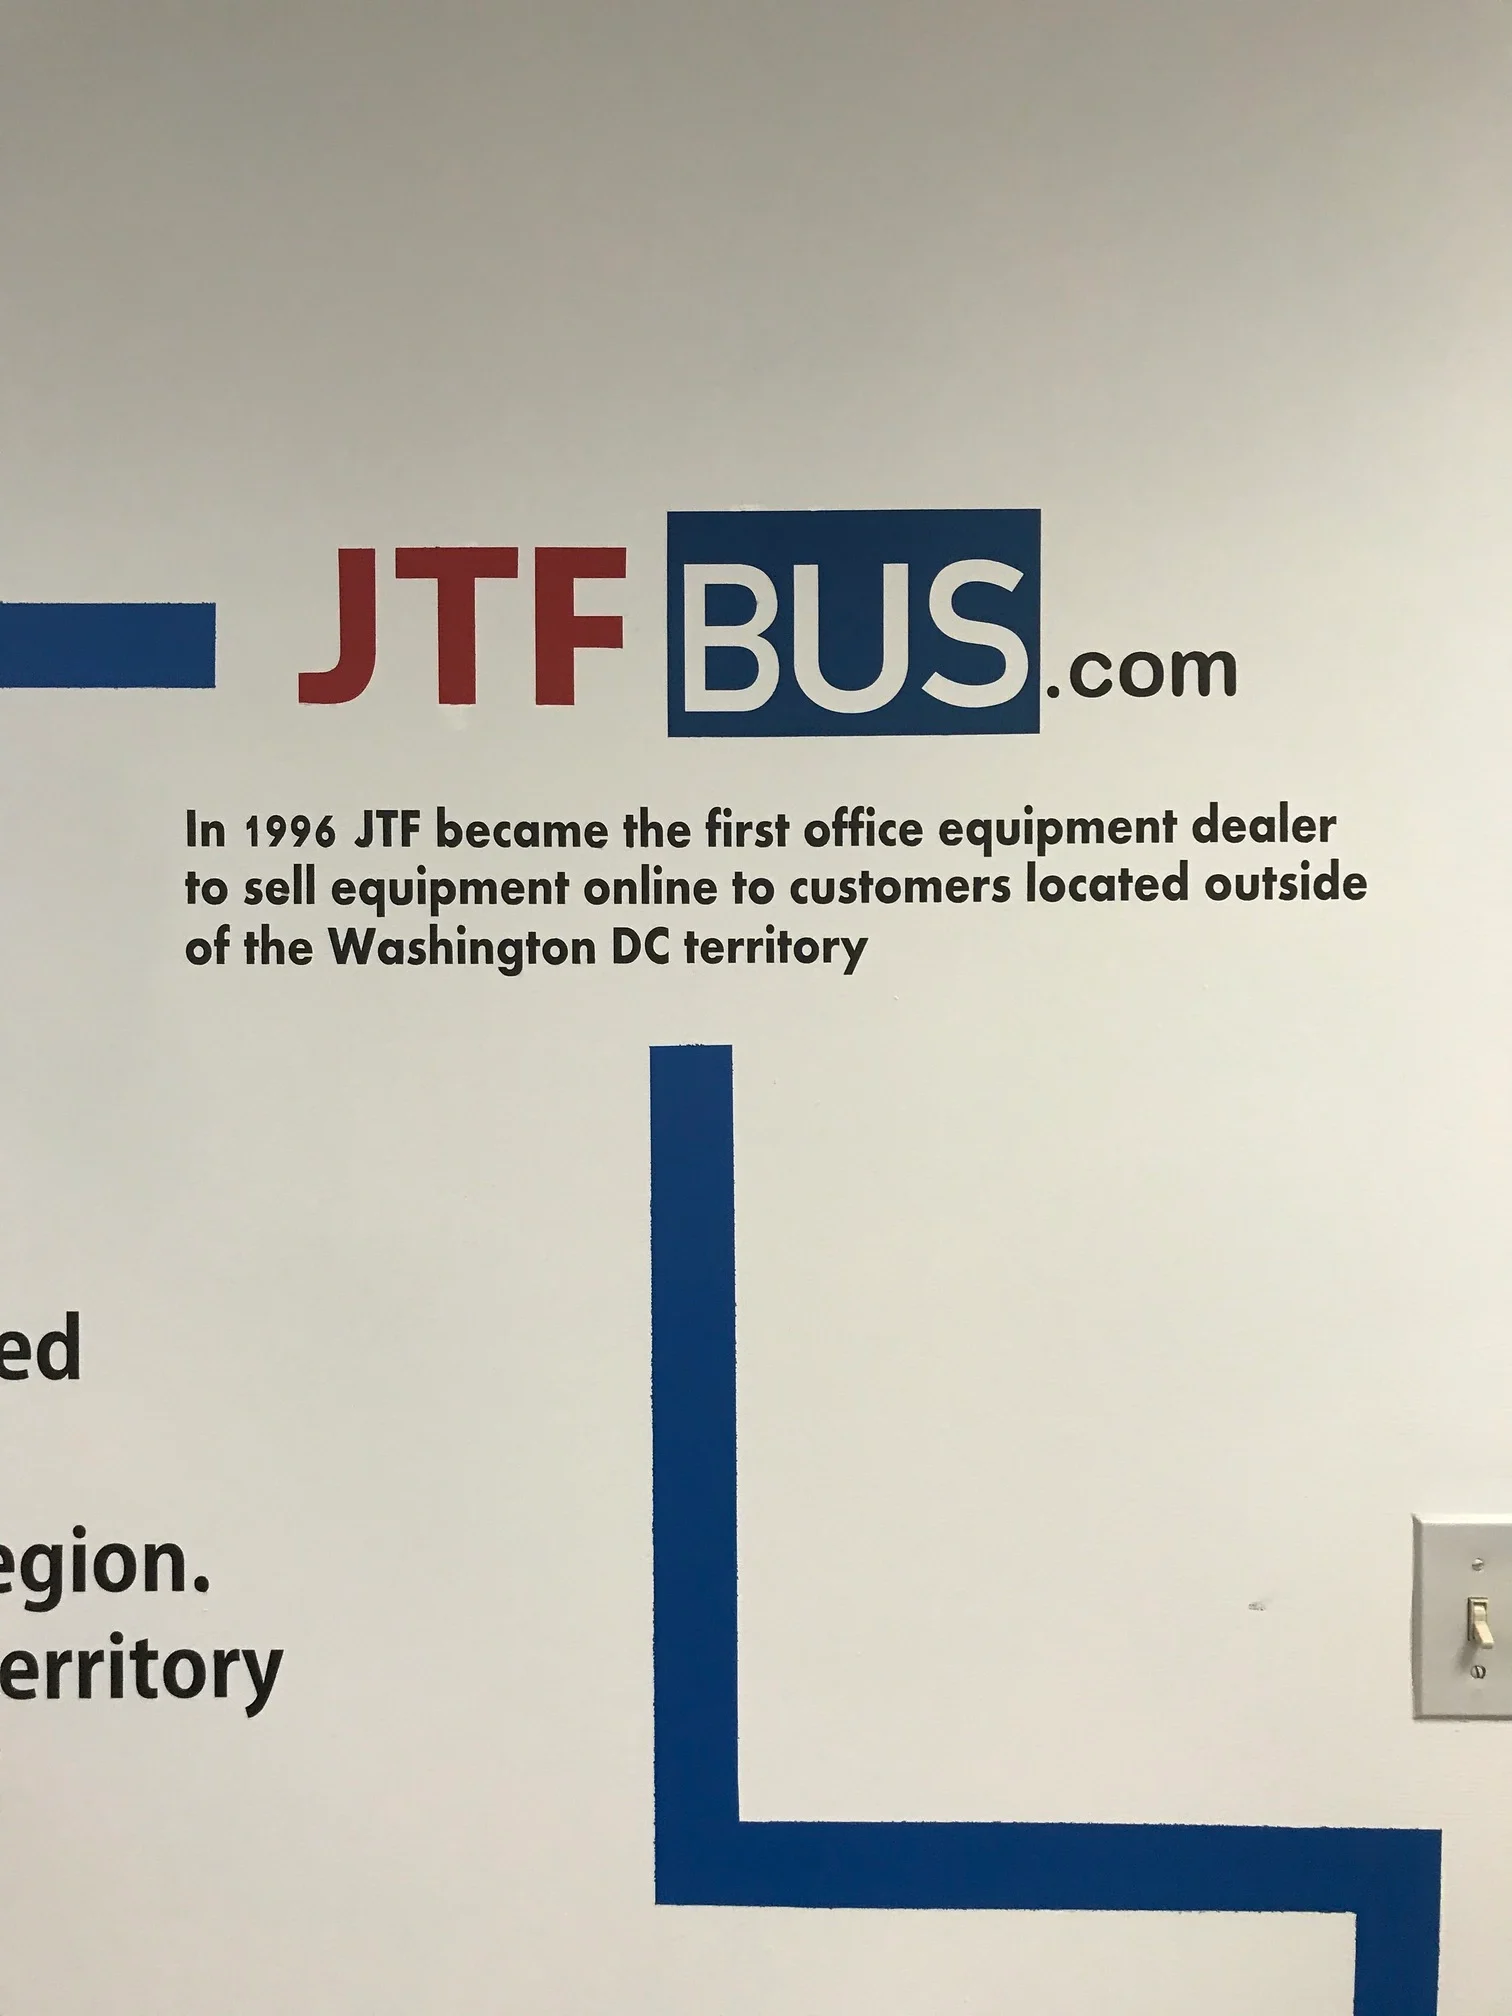 JTF BUS.com
In 1996 JTF became the first office equipment dealer
to sell equipment online to customers located outside
of the Washington DC territory
ed
egion.
erritory